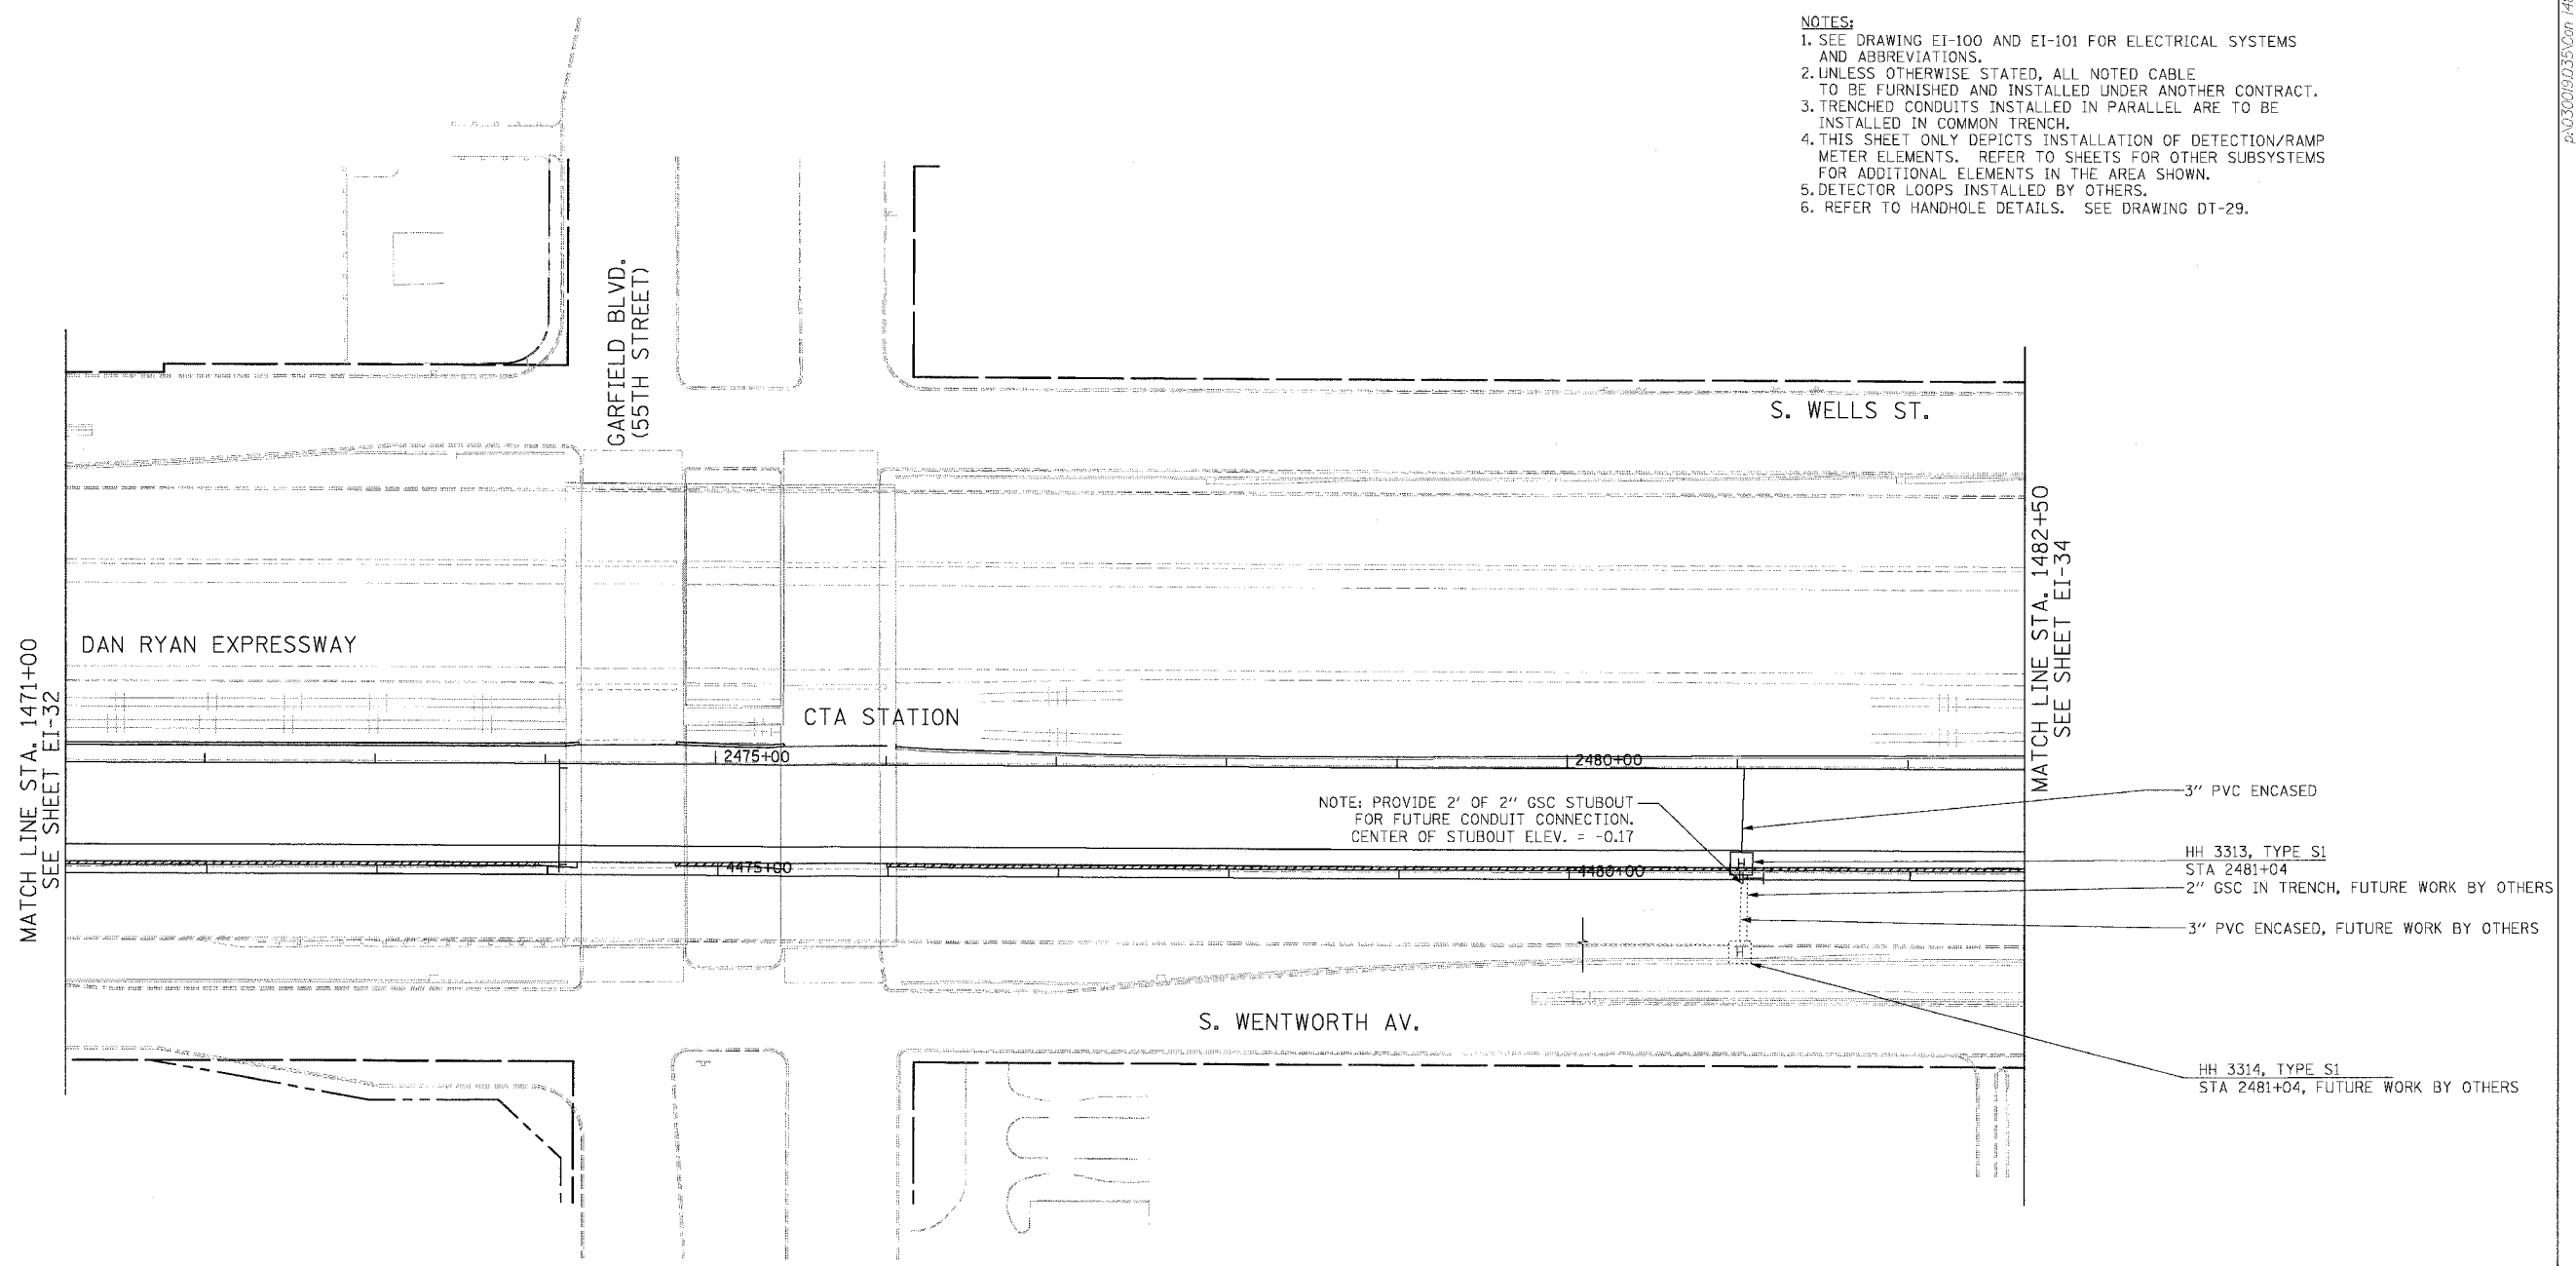 NOTES:
1. SEE DRAWING EI-100 AND EI-101 FOR ELECTRICAL SYSTEMS
AND ABBREVIATIONS.
2. UNLESS OTHERWISE STATED, ALL NOTED CABLE
TO BE FURNISHED AND INSTALLED UNDER ANOTHER CONTRACT.
3. TRENCHED CONDUITS INSTALLED IN PARALLEL ARE TO BE
INSTALLED IN COMMON TRENCH.
4. THIS SHEET ONLY DEPICTS INSTALLATION OF DETECTION/RAMP
METER ELEMENTS. REFER TO SHEETS FOR OTHER SUBSYSTEMS
FOR ADDITIONAL ELEMENTS IN THE AREA SHOWN.
5. DETECTOR LOOPS INSTALLED BY OTHERS.
6. REFER TO HANDHOLE DETAILS. SEE DRAWING DT-29.
GARFIELD BLVD.
(55TH STREET)
S. WELLS ST.
MATCH LINE STA. 1471+00
SEE SHEET EI-32
DAN RYAN EXPRESSWAY
CTA STATION
MATCH LINE STA. 1482+50
SEE SHEET EI-34
2475+00
2480+00
NOTE: PROVIDE 2' OF 2" GSC STUBOUT
FOR FUTURE CONDUIT CONNECTION.
CENTER OF STUBOUT ELEV. = -0.17
3" PVC ENCASED
4475+00
4480+00
H
HH 3313, TYPE S1
STA 2481+04
2" GSC IN TRENCH, FUTURE WORK BY OTHERS
3" PVC ENCASED, FUTURE WORK BY OTHERS
H
S. WENTWORTH AV.
HH 3314, TYPE S1
STA 2481+04, FUTURE WORK BY OTHERS